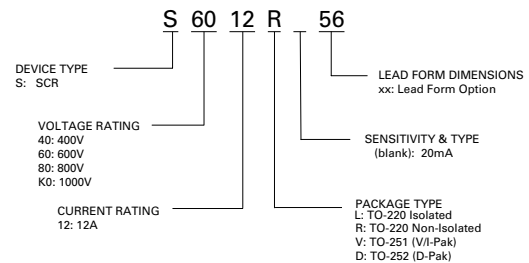 S 60 12 R _ 56
DEVICE TYPE
S: SCR
LEAD FORM DIMENSIONS
xx: Lead Form Option
VOLTAGE RATING
40: 400V
60: 600V
80: 800V
K0: 1000V
SENSITIVITY & TYPE
(blank): 20mA
CURRENT RATING
12: 12A
PACKAGE TYPE
L: TO-220 Isolated
R: TO-220 Non-Isolated
V: TO-251 (V/I-Pak)
D: TO-252 (D-Pak)